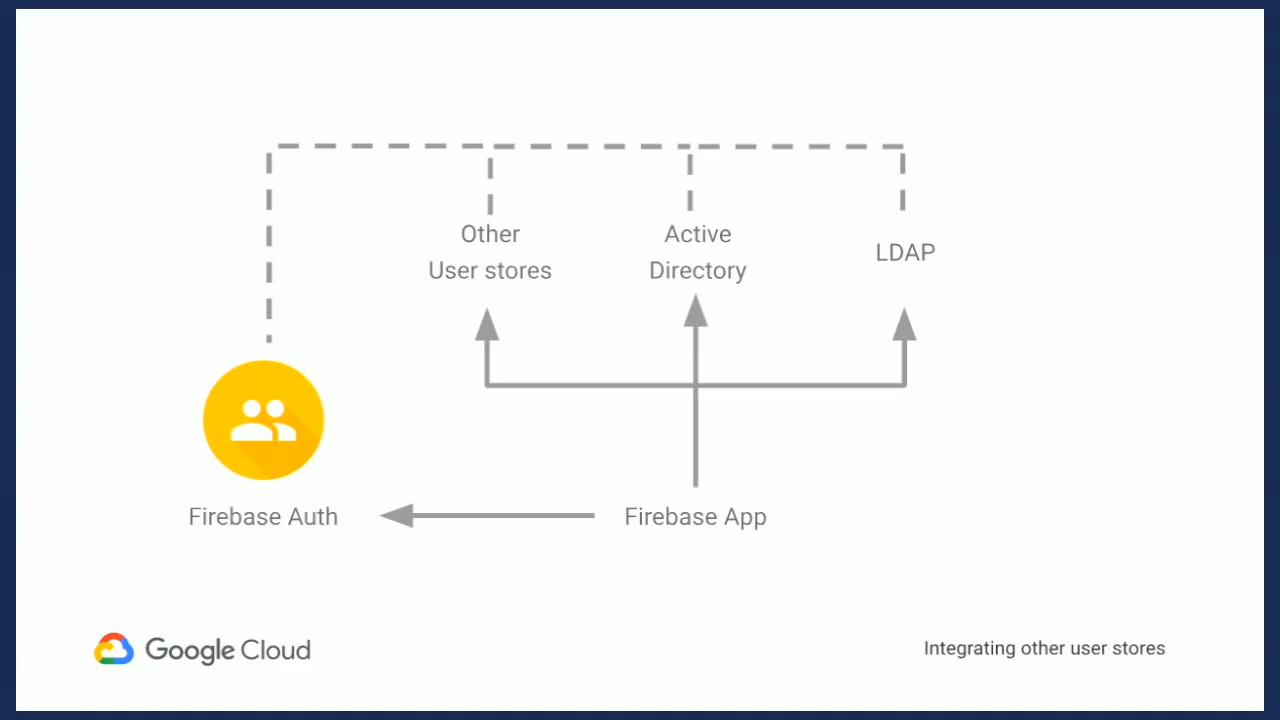 Other
User stores
Active
Directory
LDAP
Firebase Auth
Firebase App
Google Cloud
Integrating other user stores